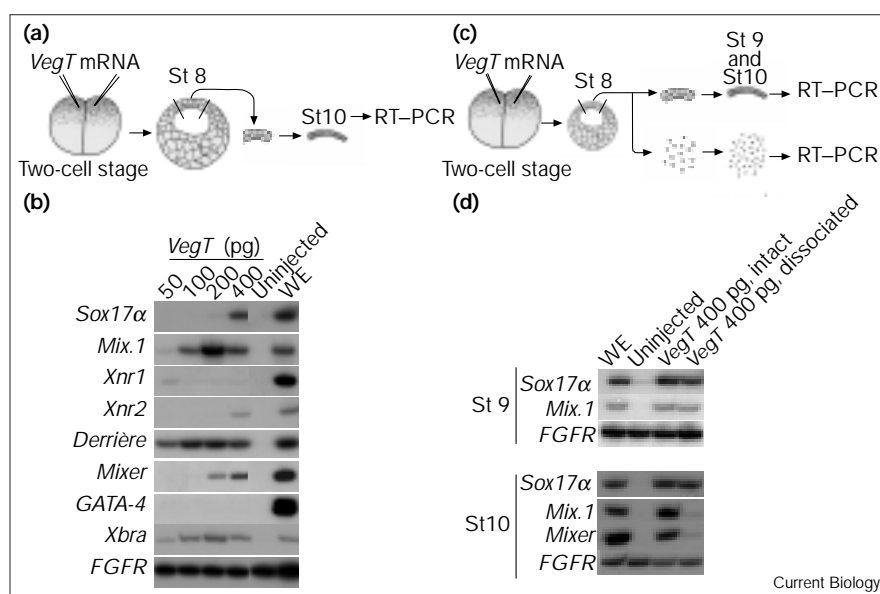 (a)
VegT mRNA
St 8
St10
RT–PCR
Two-cell stage
(b)
VegT (pg)
50 100 200 400 Uninjected WE
Sox17α
Mix.1
Xnr1
Xnr2
Derrière
Mixer
GATA-4
Xbra
FGFR
(c)
VegT mRNA
St 8
St 9
and
St10
RT–PCR
RT–PCR
Two-cell stage
(d)
WE
Uninjected
VegT 400 pg, intact
VegT 400 pg, dissociated
St 9
Sox17α
Mix.1
FGFR
St10
Sox17α
Mix.1
Mixer
FGFR
Current Biology